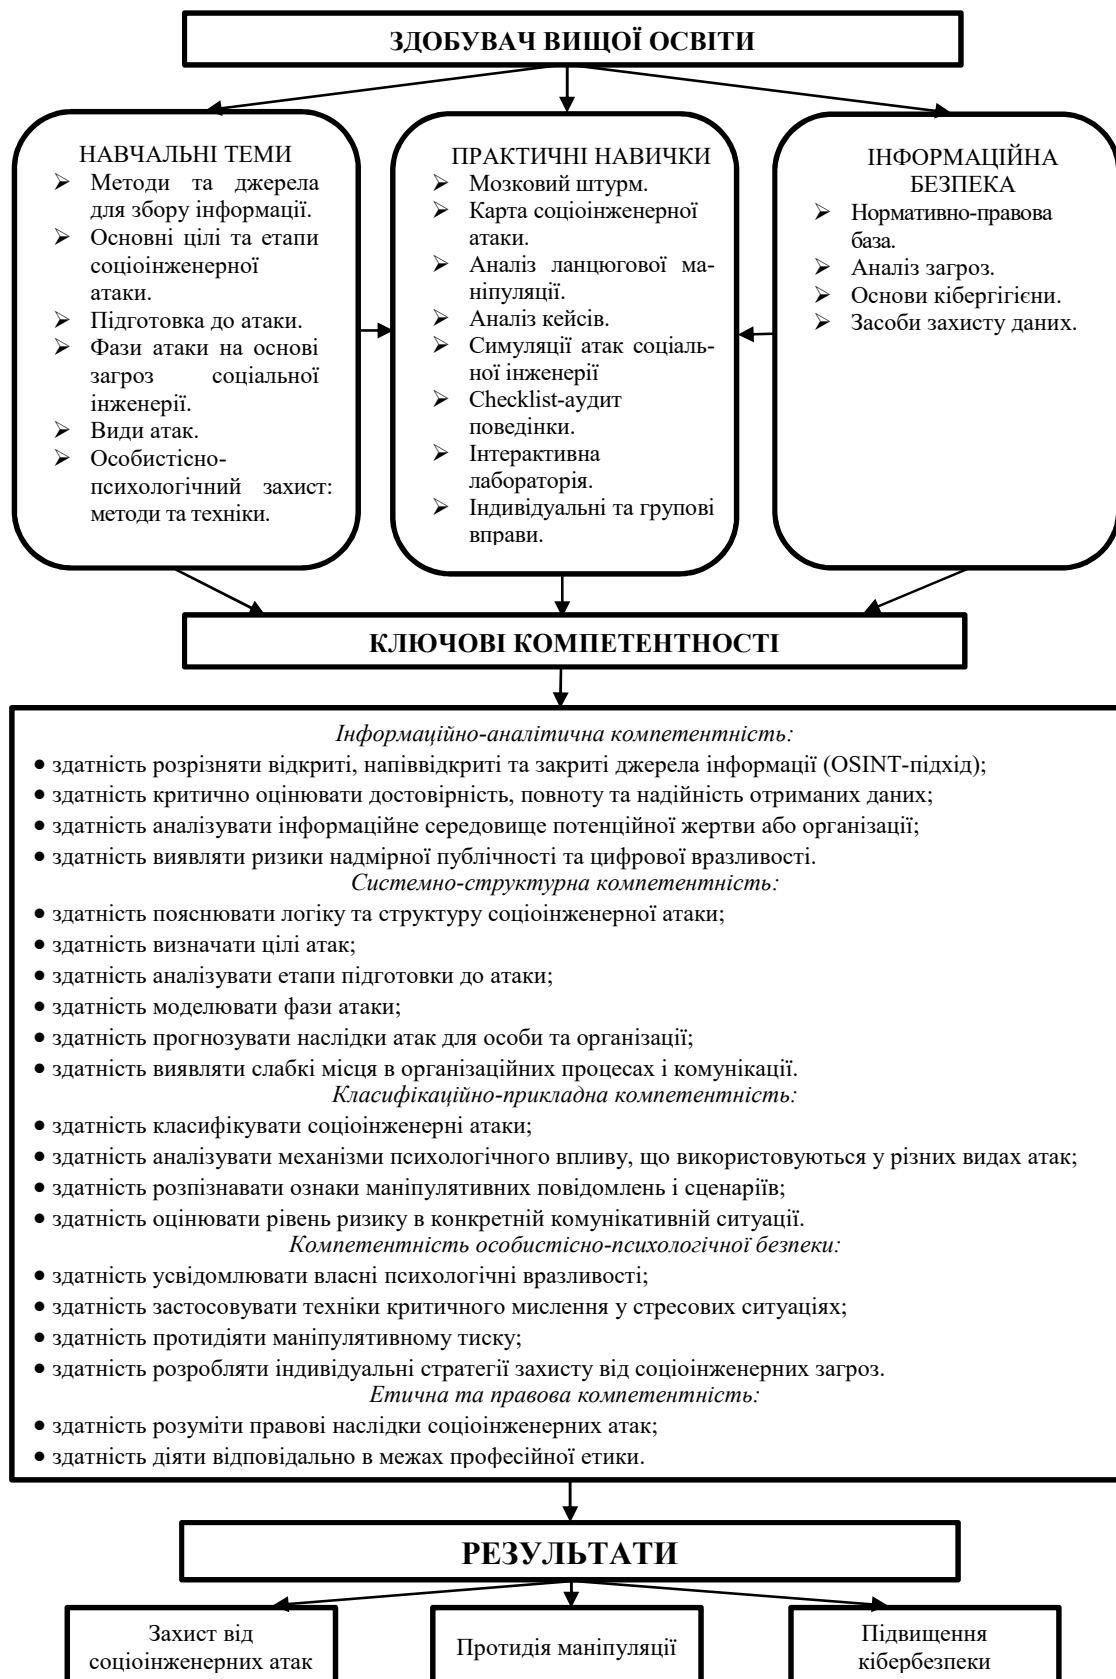 ЗДОБУВАЧ ВИЩОЇ ОСВІТИ
НАВЧАЛЬНІ ТЕМИ
➢ Методи та джерела
для збору інформації.
➢ Основні цілі та етапи
соціоінженерної
атаки.
➢ Підготовка до атаки.
➢ Фази атаки на основі
загроз соціальної
інженерії.
➢ Види атак.
➢ Особистісно-
психологічний захист:
методи та техніки.
ПРАКТИЧНІ НАВИЧКИ
➢ Мозковий штурм.
➢ Карта соціоінженерної
атаки.
➢ Аналіз ланцюгової ма-
ніпуляції.
➢ Аналіз кейсів.
➢ Симуляції атак соціаль-
ної інженерії
➢ Checklist-аудит
поведінки.
➢ Інтерактивна
лабораторія.
➢ Індивідуальні та групові
вправи.
ІНФОРМАЦІЙНА
БЕЗПЕКА
➢ Нормативно-правова
база.
➢ Аналіз загроз.
➢ Основи кібергігієни.
➢ Засоби захисту даних.
КЛЮЧОВІ КОМПЕТЕНТНОСТІ
Інформаційно-аналітична компетентність:
• здатність розрізняти відкриті, напіввідкриті та закриті джерела інформації (OSINT-підхід);
• здатність критично оцінювати достовірність, повноту та надійність отриманих даних;
• здатність аналізувати інформаційне середовище потенційної жертви або організації;
• здатність виявляти ризики надмірної публічності та цифрової вразливості.
Системно-структурна компетентність:
• здатність пояснювати логіку та структуру соціоінженерної атаки;
• здатність визначати цілі атак;
• здатність аналізувати етапи підготовки до атаки;
• здатність моделювати фази атаки;
• здатність прогнозувати наслідки атак для особи та організації;
• здатність виявляти слабкі місця в організаційних процесах і комунікації.
Класифікаційно-прикладна компетентність:
• здатність класифікувати соціоінженерні атаки;
• здатність аналізувати механізми психологічного впливу, що використовуються у різних видах атак;
• здатність розпізнавати ознаки маніпулятивних повідомлень і сценаріїв;
• здатність оцінювати рівень ризику в конкретній комунікативній ситуації.
Компетентність особистісно-психологічної безпеки:
• здатність усвідомлювати власні психологічні вразливості;
• здатність застосовувати техніки критичного мислення у стресових ситуаціях;
• здатність протидіяти маніпулятивному тиску;
• здатність розробляти індивідуальні стратегії захисту від соціоінженерних загроз.
Етична та правова компетентність:
• здатність розуміти правові наслідки соціоінженерних атак;
• здатність діяти відповідально в межах професійної етики.
РЕЗУЛЬТАТИ
Захист від
соціоінженерних атак
Протидія маніпуляції
Підвищення
кібербезпеки